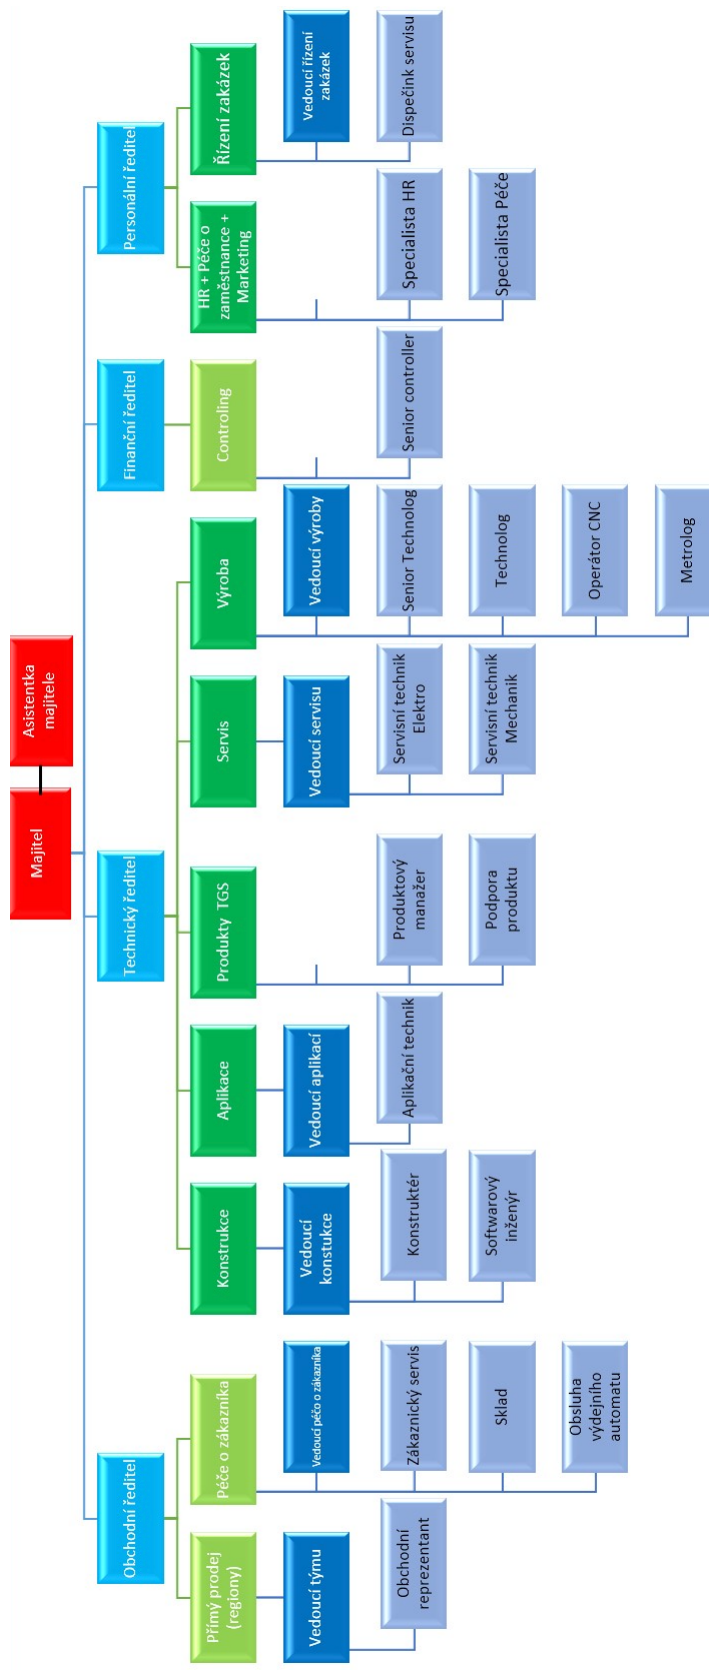 Majitel
Asistentka
majitele
Obchodní ředitel
Technický ředitel
Finanční ředitel
Personální ředitel
Přímý prodej
(regiony)
Péče o zákazníka
Konstrukce
Aplikace
Produkty TGS
Servis
Výroba
Controling
HR + Péče o
zaměstnance +
Marketing
Řízení zakázek
Vedoucí týmu
Vedoucí péčo o zákazníka
Vedoucí
konstukce
Vedoucí aplikací
Vedoucí servisu
Vedoucí výroby
Vedoucí řízení
zakázek
Obchodní
reprezentant
Zákaznický servis
Konstruktér
Aplikační technik
Produktový
manažer
Servisní technik
Elektro
Senior Technolog
Senior controller
Specialista HR
Dispečink servisu
Sklad
Softwarový
inženýr
Podpora
produktu
Servisní technik
Mechanik
Technolog
Specialista Péče
Obsluha
výdejního
automatu
Operátor CNC
Metrolog